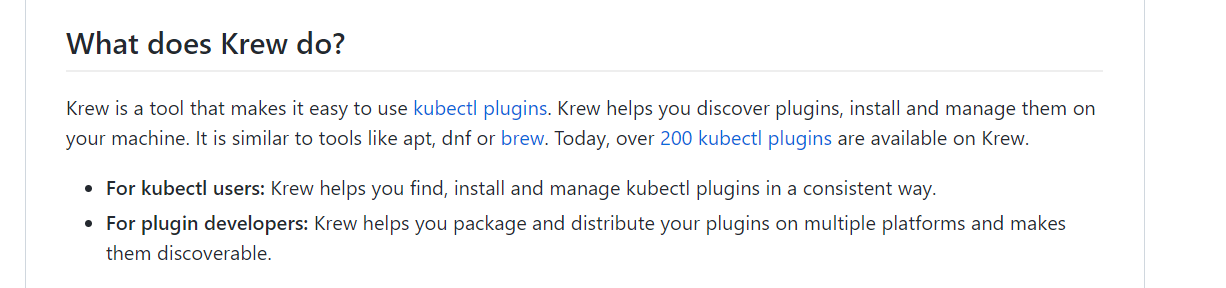 What does Krew do?
Krew is a tool that makes it easy to use kubectl plugins. Krew helps you discover plugins, install and manage them on
your machine. It is similar to tools like apt, dnf or brew. Today, over 200 kubectl plugins are available on Krew.
• For kubectl users: Krew helps you find, install and manage kubectl plugins in a consistent way.
• For plugin developers: Krew helps you package and distribute your plugins on multiple platforms and makes
them discoverable.